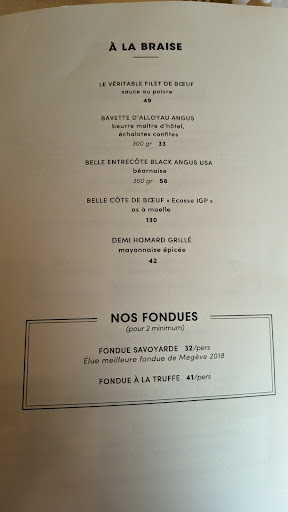 À LA BRAISE
LE VÉRITABLE FILET DE BŒUF
sauce au poivre
49
BAVETTE D'ALLOYAU ANGUS
beurre maître d'hôtel,
échalotes confites
300 gr 33
BELLE ENTRECÔTE BLACK ANGUS USA
béarnaise
350 gr 58
BELLE CÔTE DE BŒUF « Ecosse IGP »
os à moelle
130
DEMI HOMARD GRILLÉ
mayonnaise épicée
42
NOS FONDUES
(pour 2 minimum)
FONDUE SAVOYARDE 32/pers
Élue meilleure fondue de Megève 2018
FONDUE À LA TRUFFE 41/pers